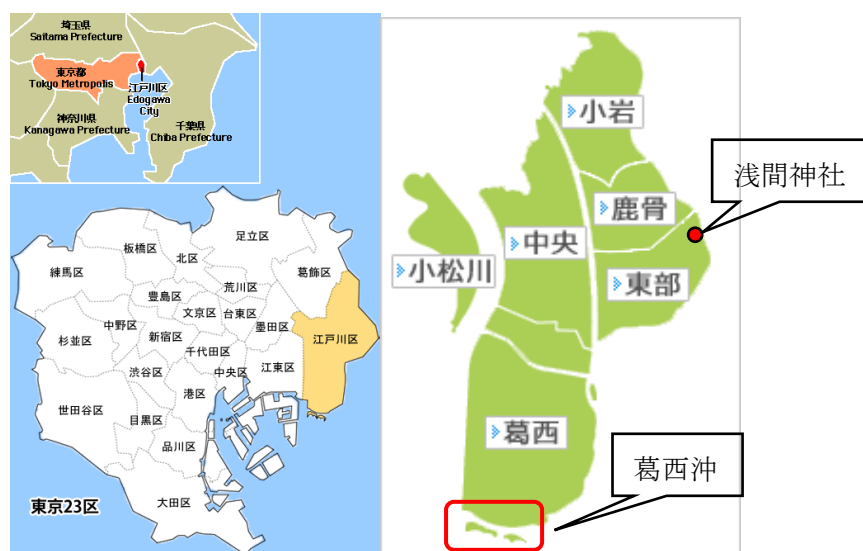 埼玉県
Saitama Prefecture
東京都
Tokyo Metropolis
江戸川区
Edogawa
City
神奈川県
Kanagawa Prefecture
千葉県
Chiba Prefecture
足立区
板橋区
北区
練馬区
葛飾区
荒川区
豊島区
文京区
台東区
中野区
墨田区
杉並区
新宿区
江戸川区
千代田区
渋谷区
中央区
江東区
港区
世田谷区
目黒区
品川区
大田区
東京23区
小岩
浅間神社
鹿骨
中央
小松川
東部
葛西
葛西沖